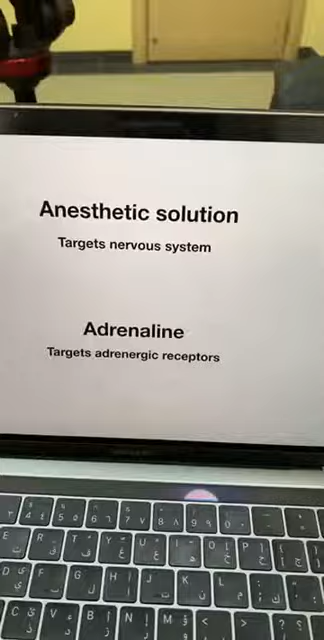 Anesthetic solution
Targets nervous system
Adrenaline
Targets adrenergic receptors
E R T Y U O P
D F G H J K L
C V B N M < >